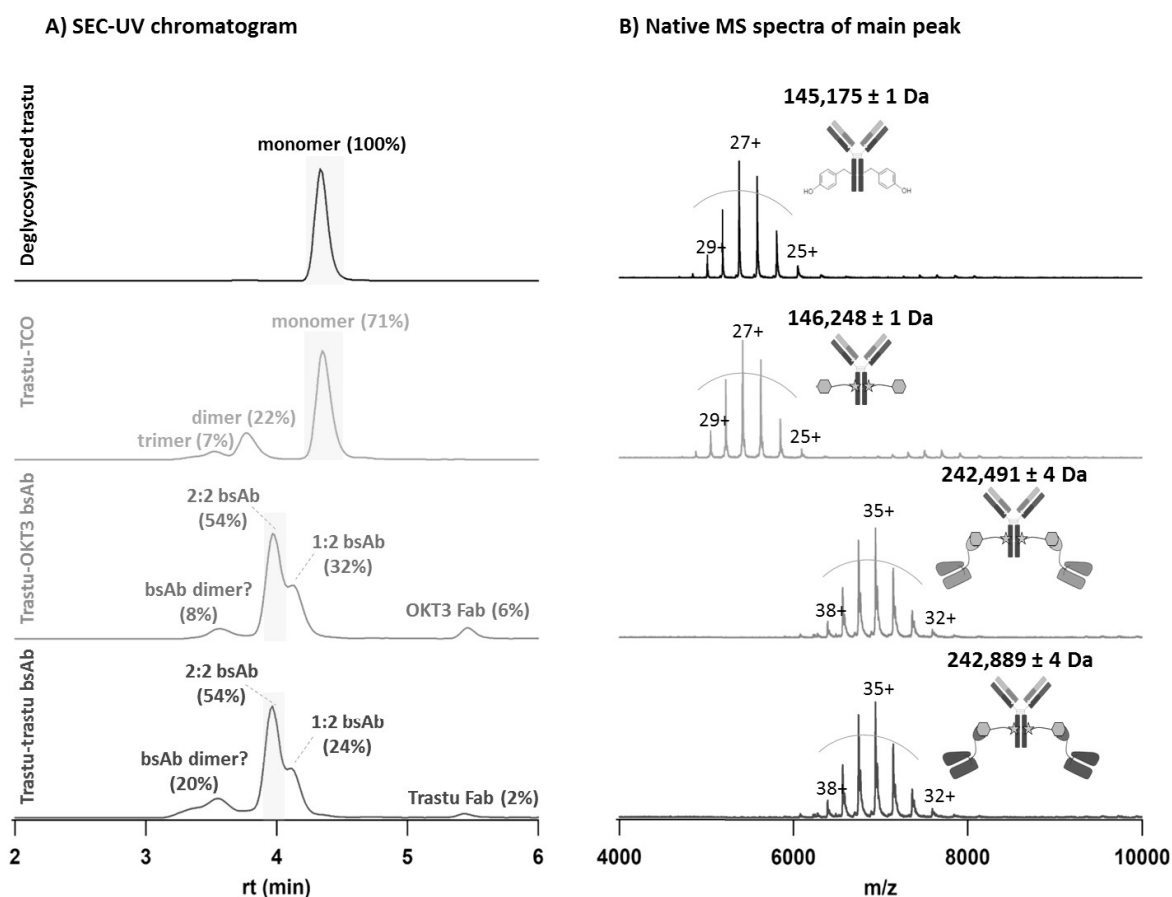 A) SEC-UV chromatogram
B) Native MS spectra of main peak
Deglycosylated trastu
monomer (100%)
145,175 ± 1 Da
27+
29+
25+
HO
OH
Trastu-TCO
monomer (71%)
dimer (22%)
trimer (7%)
146,248 ± 1 Da
27+
29+
25+
Trastu-OKT3 bsAb
2:2 bsAb
(54%)
1:2 bsAb
(32%)
bsAb dimer?
(8%)
OKT3 Fab (6%)
242,491 ± 4 Da
35+
38+
32+
Trastu-trastu bsAb
2:2 bsAb
(54%)
1:2 bsAb
(24%)
bsAb dimer?
(20%)
Trastu Fab (2%)
242,889 ± 4 Da
35+
38+
32+
2 3 4 5 6
rt (min)
4000 6000 8000 10000
m/z